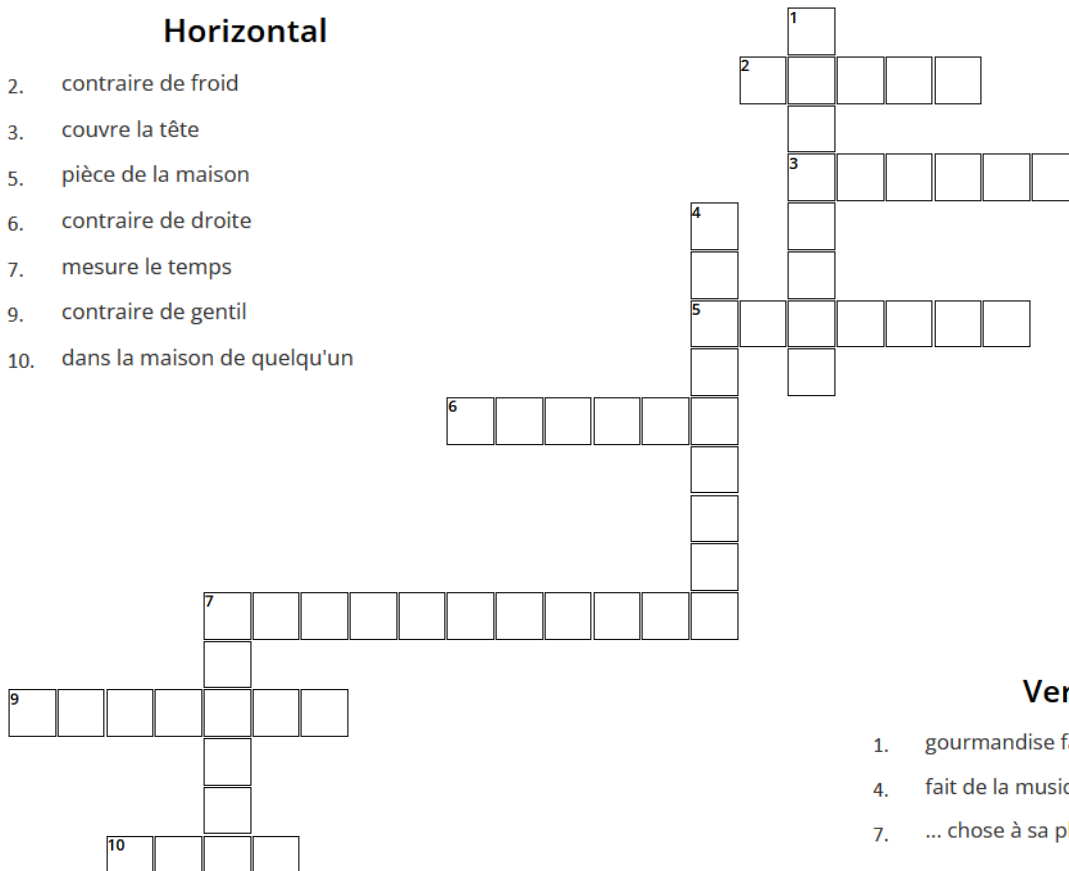 Horizontal
2. contraire de froid
3. couvre la tête
5. pièce de la maison
6. contraire de droite
7. mesure le temps
9. contraire de gentil
10. dans la maison de quelqu'un
1
2
3
4
5
6
7
9
10
1. gourmandise
4. fait de la
7. ... chose à sa